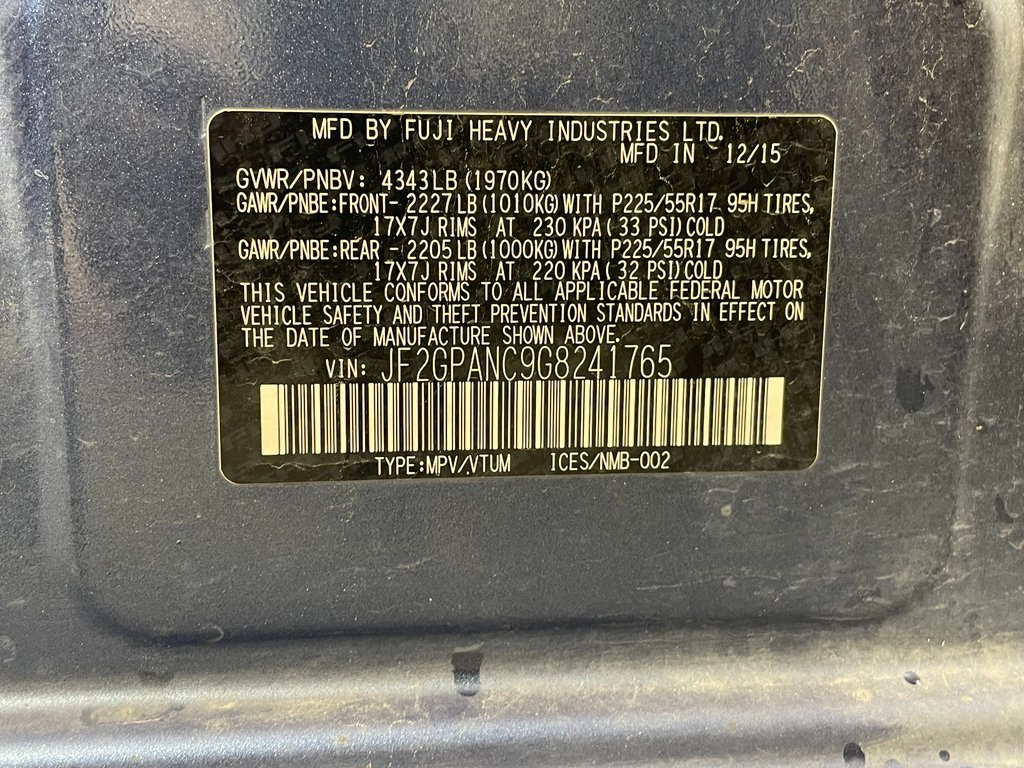 MFD BY FUJI HEAVY INDUSTRIES LTD.
MFD IN 12/15
GVWR/PNBV: 4343LB (1970KG)
GAWR/PNBE:FRONT- 2227LB (1010KG) WITH P225/55R17 95H TIRES,
17X7J RIMS AT 230 KPA ( 33 PSI) COLD
GAWR/PNBE:REAR - 2205LB (1000KG) WITH P225/55R17 95H TIRES,
17X7J RIMS AT 220 KPA ( 32 PSI) COLD
THIS VEHICLE CONFORMS TO ALL APPLICABLE FEDERAL MOTOR
VEHICLE SAFETY AND THEFT PREVENTION STANDARDS IN EFFECT ON
THE DATE OF MANUFACTURE SHOWN ABOVE.
VIN: JF2GPANC9G8241765
TYPE:MPV/VTUM ICES/NMB-002